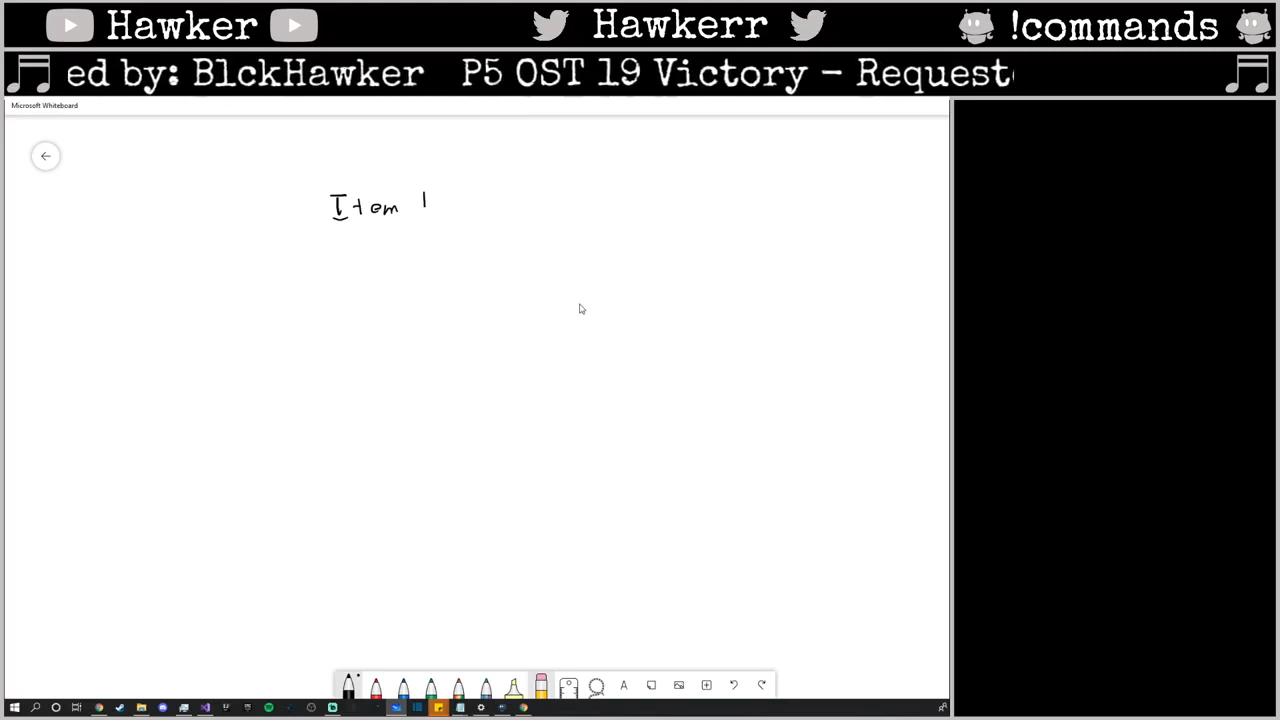 Hawker Hawkerr !commands
ed by: BlckHawker P5 OST 19 Victory – Request
Microsoft Whiteboard
Item 1